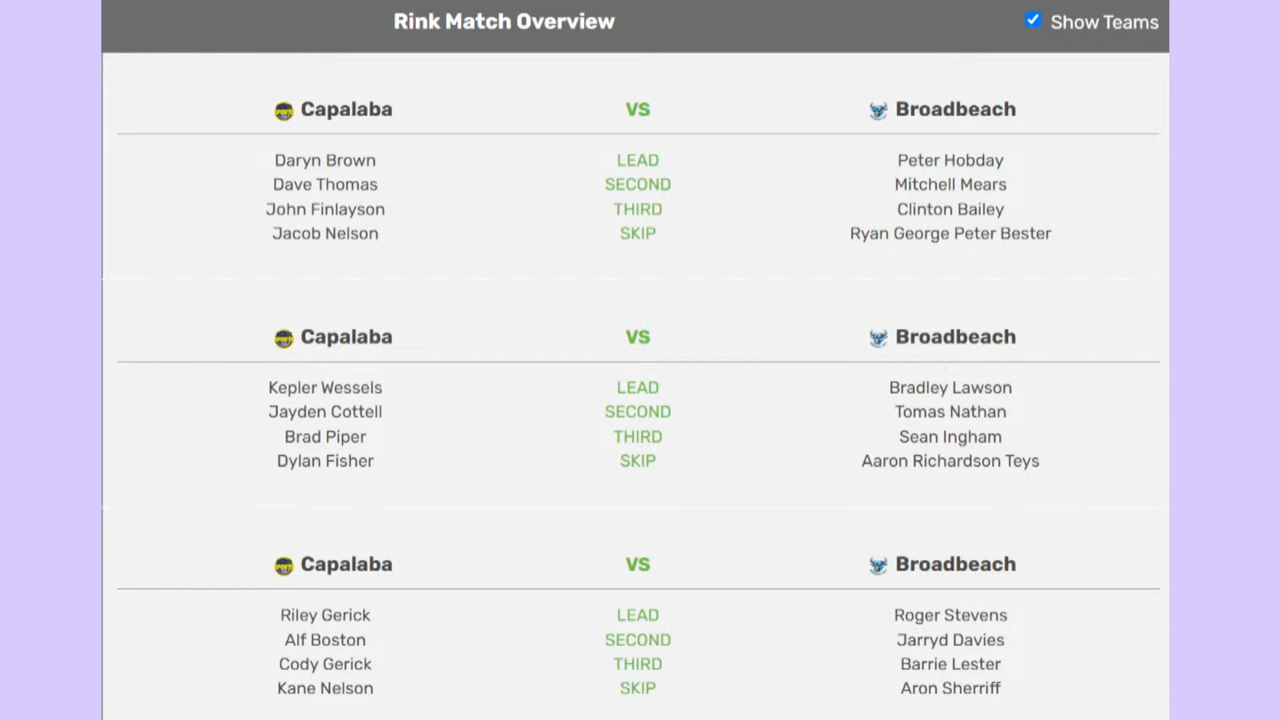 Rink Match Overview Show Teams
Capalaba VS Broadbeach
Daryn Brown LEAD Peter Hobday
Dave Thomas SECOND Mitchell Mears
John Finlayson THIRD Clinton Bailey
Jacob Nelson SKIP Ryan George Peter Bester
Capalaba VS Broadbeach
Kepler Wessels LEAD Bradley Lawson
Jayden Cottell SECOND Tomas Nathan
Brad Piper THIRD Sean Ingham
Dylan Fisher SKIP Aaron Richardson Teys
Capalaba VS Broadbeach
Riley Gerick LEAD Roger Stevens
Alf Boston SECOND Jarryd Davies
Cody Gerick THIRD Barrie Lester
Kane Nelson SKIP Aron Sherriff